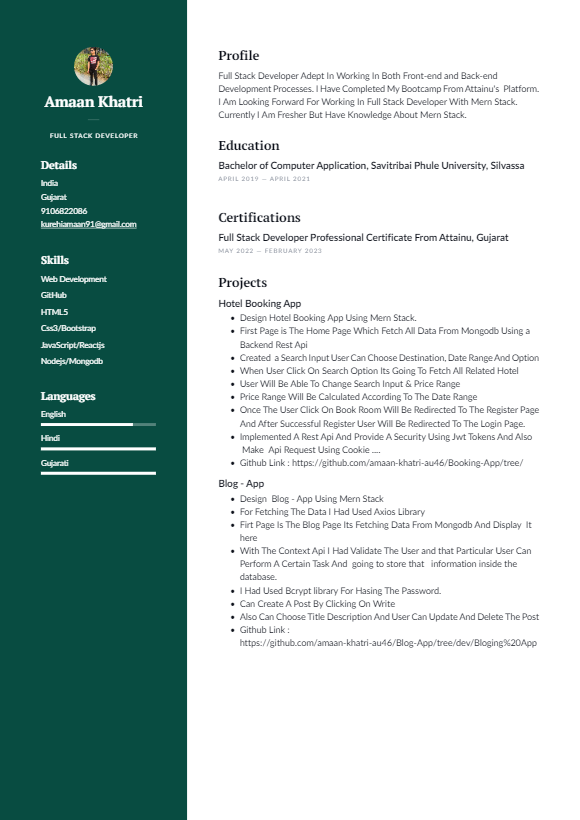 Amaan Khatri
FULL STACK DEVELOPER
Details
India
Gujarat
9106822086
kurehiamaan91@gmail.com
Skills
Web Development
GitHub
HTML5
Css3/Bootstrap
JavaScript/Reactjs
Nodejs/Mongodb
Languages
English
Hindi
Gujarati
Profile
Full Stack Developer Adept In Working In Both Front-end and Back-end
Development Processes. I Have Completed My Bootcamp From Attainu's Platform.
I Am Looking Forward For Working In Full Stack Developer With Mern Stack.
Currently I Am Fresher But Have Knowledge About Mern Stack.
Education
Bachelor of Computer Application, Savitribai Phule University, Silvassa
APRIL 2019 — APRIL 2021
Certifications
Full Stack Developer Professional Certificate From Attainu, Gujarat
MAY 2022 — FEBRUARY 2023
Projects
Hotel Booking App
• Design Hotel Booking App Using Mern Stack.
• First Page is The Home Page Which Fetch All Data From Mongodb Using a
Backend Rest Api
• Created a Search Input User Can Choose Destination, Date Range And Option
• When User Click On Search Option Its Going To Fetch All Related Hotel
• User Will Be Able To Change Search Input & Price Range
• Price Range Will Be Calculated According To The Date Range
• Once The User Click On Book Room Will Be Redirected To The Register Page
And After Successful Register User Will Be Redirected To The Login Page.
• Implemented A Rest Api And Provide A Security Using Jwt Tokens And Also
Make Api Request Using Cookie ....
• Github Link : https://github.com/amaan-khatri-au46/Booking-App/tree/
Blog - App
• Design Blog - App Using Mern Stack
• For Fetching The Data I Had Used Axios Library
• Firt Page Is The Blog Page Its Fetching Data From Mongodb And Display It
here
• With The Context Api I Had Validate The User and that Particular User Can
Perform A Certain Task And going to store that information inside the
database.
• I Had Used Bcrypt library For Hasing The Password.
• Can Create A Post By Clicking On Write
• Also Can Choose Title Description And User Can Update And Delete The Post
• Github Link :
https://github.com/amaan-khatri-au46/Blog-App/tree/dev/Bloging%20App